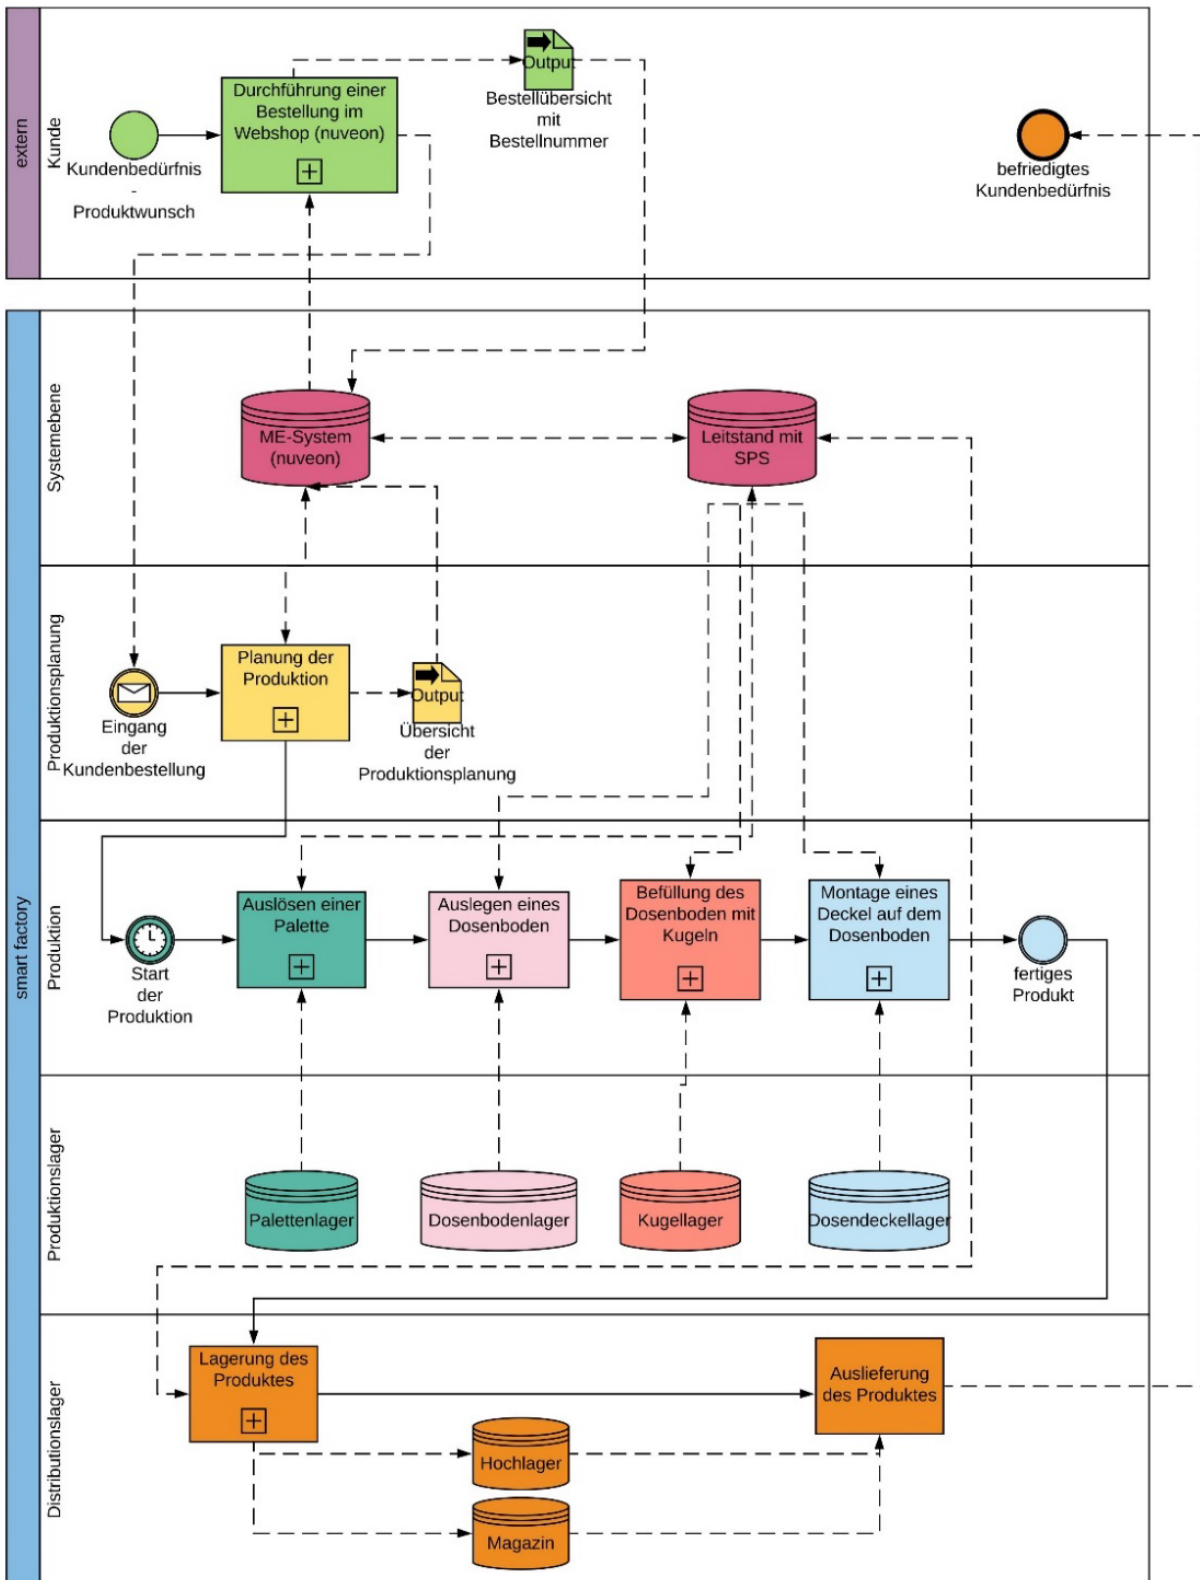 extern
Kunde
Kundenbedürfnis
-
Produktwunsch
Durchführung einer
Bestellung im
Webshop (nuveon)
Output
Bestellübersicht
mit
Bestellnummer
befriedigtes
Kundenbedürfnis
smart factory
Systemebene
ME-System
(nuveon)
Leitstand mit
SPS
Produktionsplanung
Eingang
der
Kundenbestellung
Planung der
Produktion
Output
Übersicht
der
Produktionsplanung
Produktion
Start
der
Produktion
Auslösen einer
Palette
Auslegen eines
Dosenboden
Befüllung des
Dosenboden mit
Kugeln
Montage eines
Deckel auf dem
Dosenboden
fertiges
Produkt
Produktionslager
Palettenlager
Dosenbodenlager
Kugellager
Dosendeckellager
Distributionslager
Lagerung des
Produktes
Hochlager
Magazin
Auslieferung
des Produktes